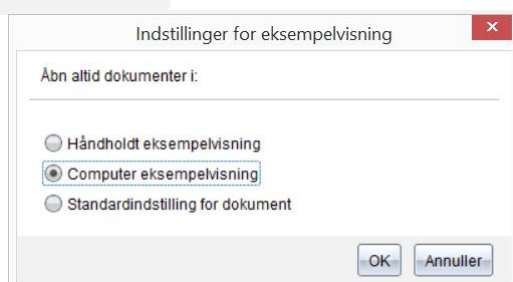 Indstillinger for eksempelvisning
Åbn altid dokumenter i:
Håndholdt eksempelvisning
Computer eksempelvisning
Standardindstilling for dokument
OK Annuller